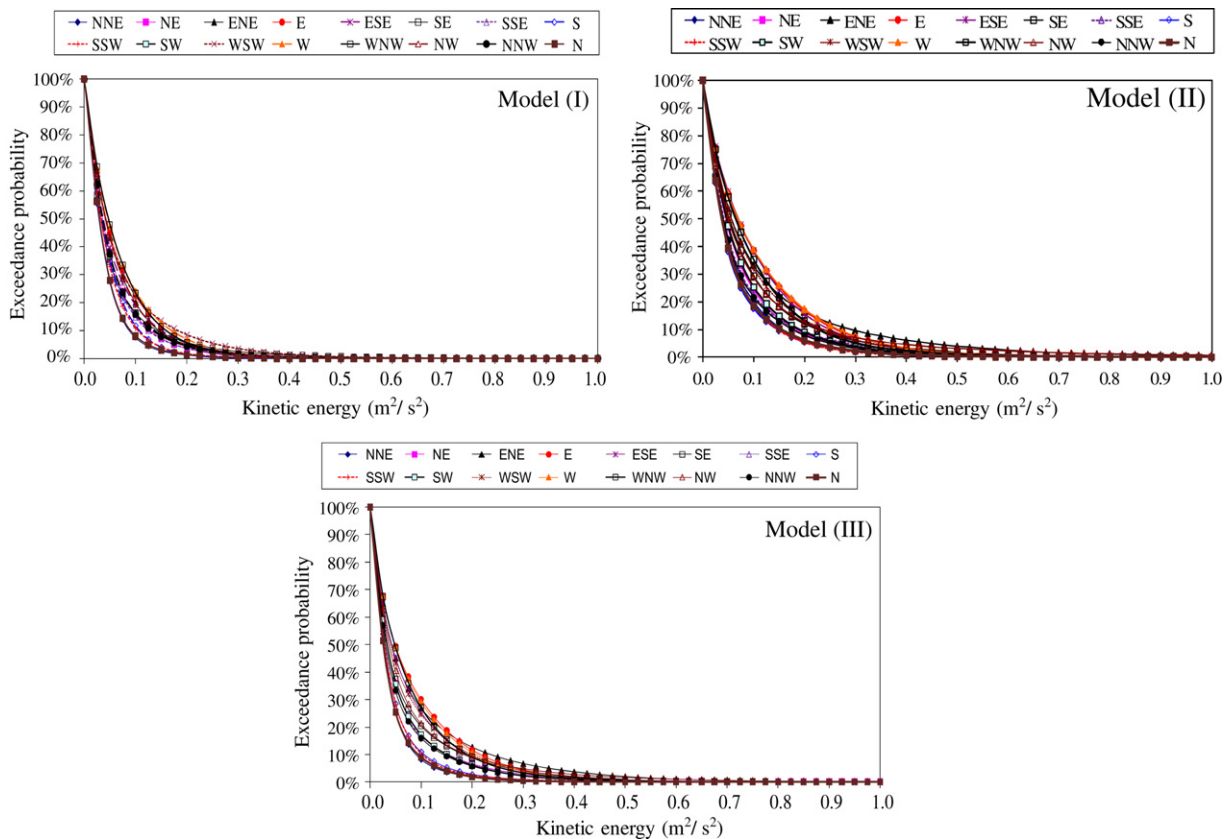 NNE NE ENE E ESE SE SSE S
SSW SW WSW W WNW NW NNW N
Model (I)
Exceedance probability
100%
90%
80%
70%
60%
50%
40%
30%
20%
10%
0%
0.0 0.1 0.2 0.3 0.4 0.5 0.6 0.7 0.8 0.9 1.0
Kinetic energy (m²/ s²)
NNE NE ENE E ESE SE SSE S
SSW SW WSW W WNW NW NNW N
Model (II)
Exceedance probability
100%
90%
80%
70%
60%
50%
40%
30%
20%
10%
0%
0.0 0.1 0.2 0.3 0.4 0.5 0.6 0.7 0.8 0.9 1.0
Kinetic energy (m²/ s²)
NNE NE ENE E ESE SE SSE S
SSW SW WSW W WNW NW NNW N
Model (III)
Exceedance probability
100%
90%
80%
70%
60%
50%
40%
30%
20%
10%
0%
0.0 0.1 0.2 0.3 0.4 0.5 0.6 0.7 0.8 0.9 1.0
Kinetic energy (m²/ s²)